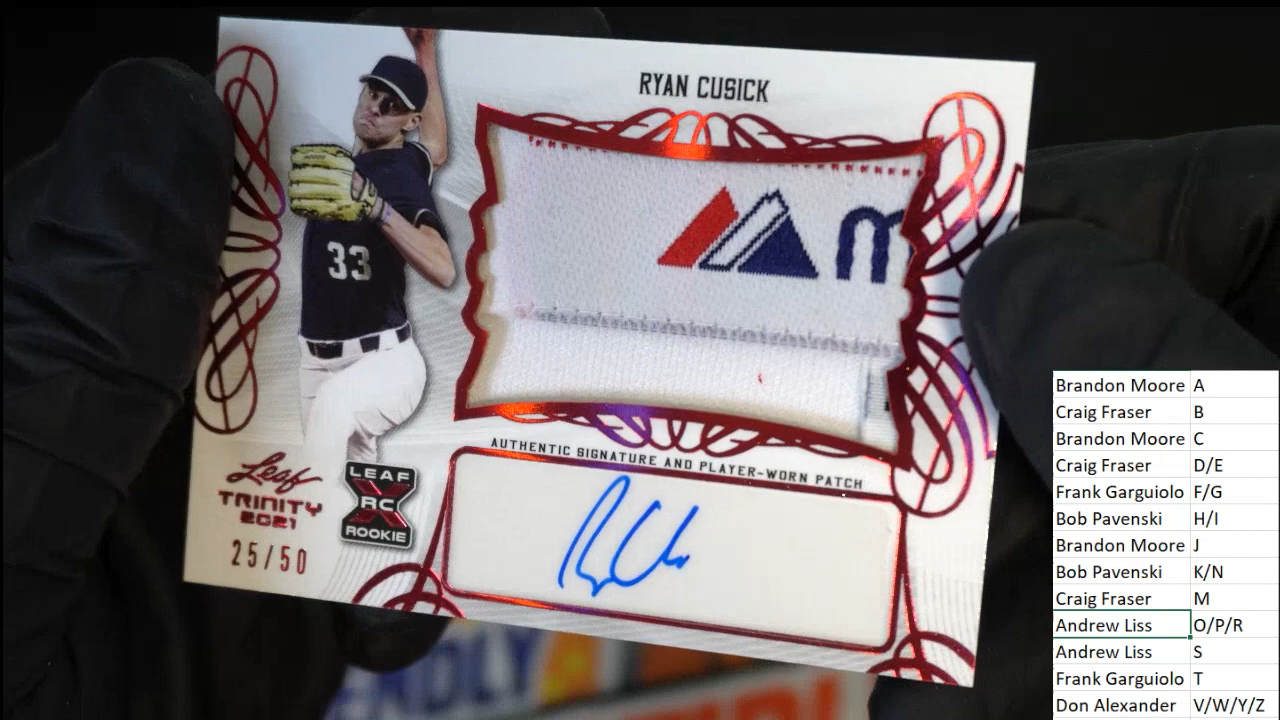 RYAN CUSICK
m
33
AUTHENTIC SIGNATURE AND PLAYER-WORN PATCH
Leaf
TRINITY
2021
25/50
LEAF
RC
ROOKIE
Brandon Moore A
Craig Fraser B
Brandon Moore C
Craig Fraser D/E
Frank Garguiolo F/G
Bob Pavenski H/I
Brandon Moore J
Bob Pavenski K/N
Craig Fraser M
Andrew Liss O/P/R
Andrew Liss S
Frank Garguiolo T
Don Alexander V/W/Y/Z